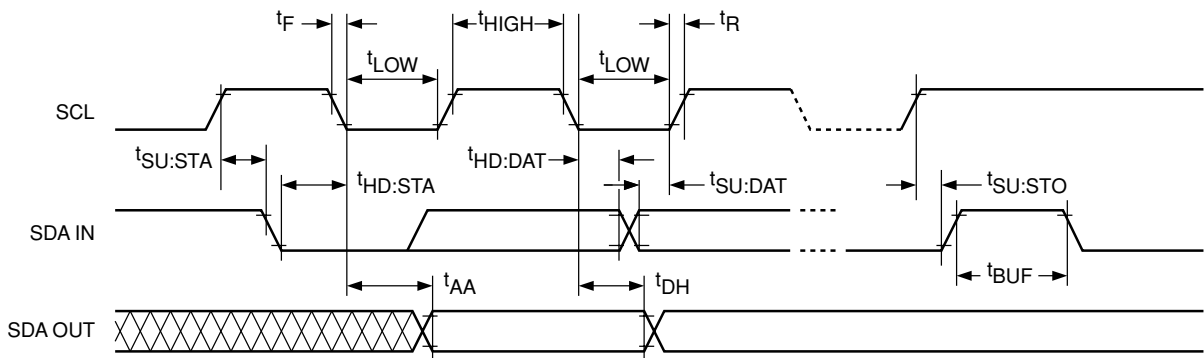 tF tHIGH tR
tLOW tLOW
SCL
tSU:STA tHD:STA tHD:DAT tSU:DAT tSU:STO
SDA IN
tAA tDH tBUF
SDA OUT